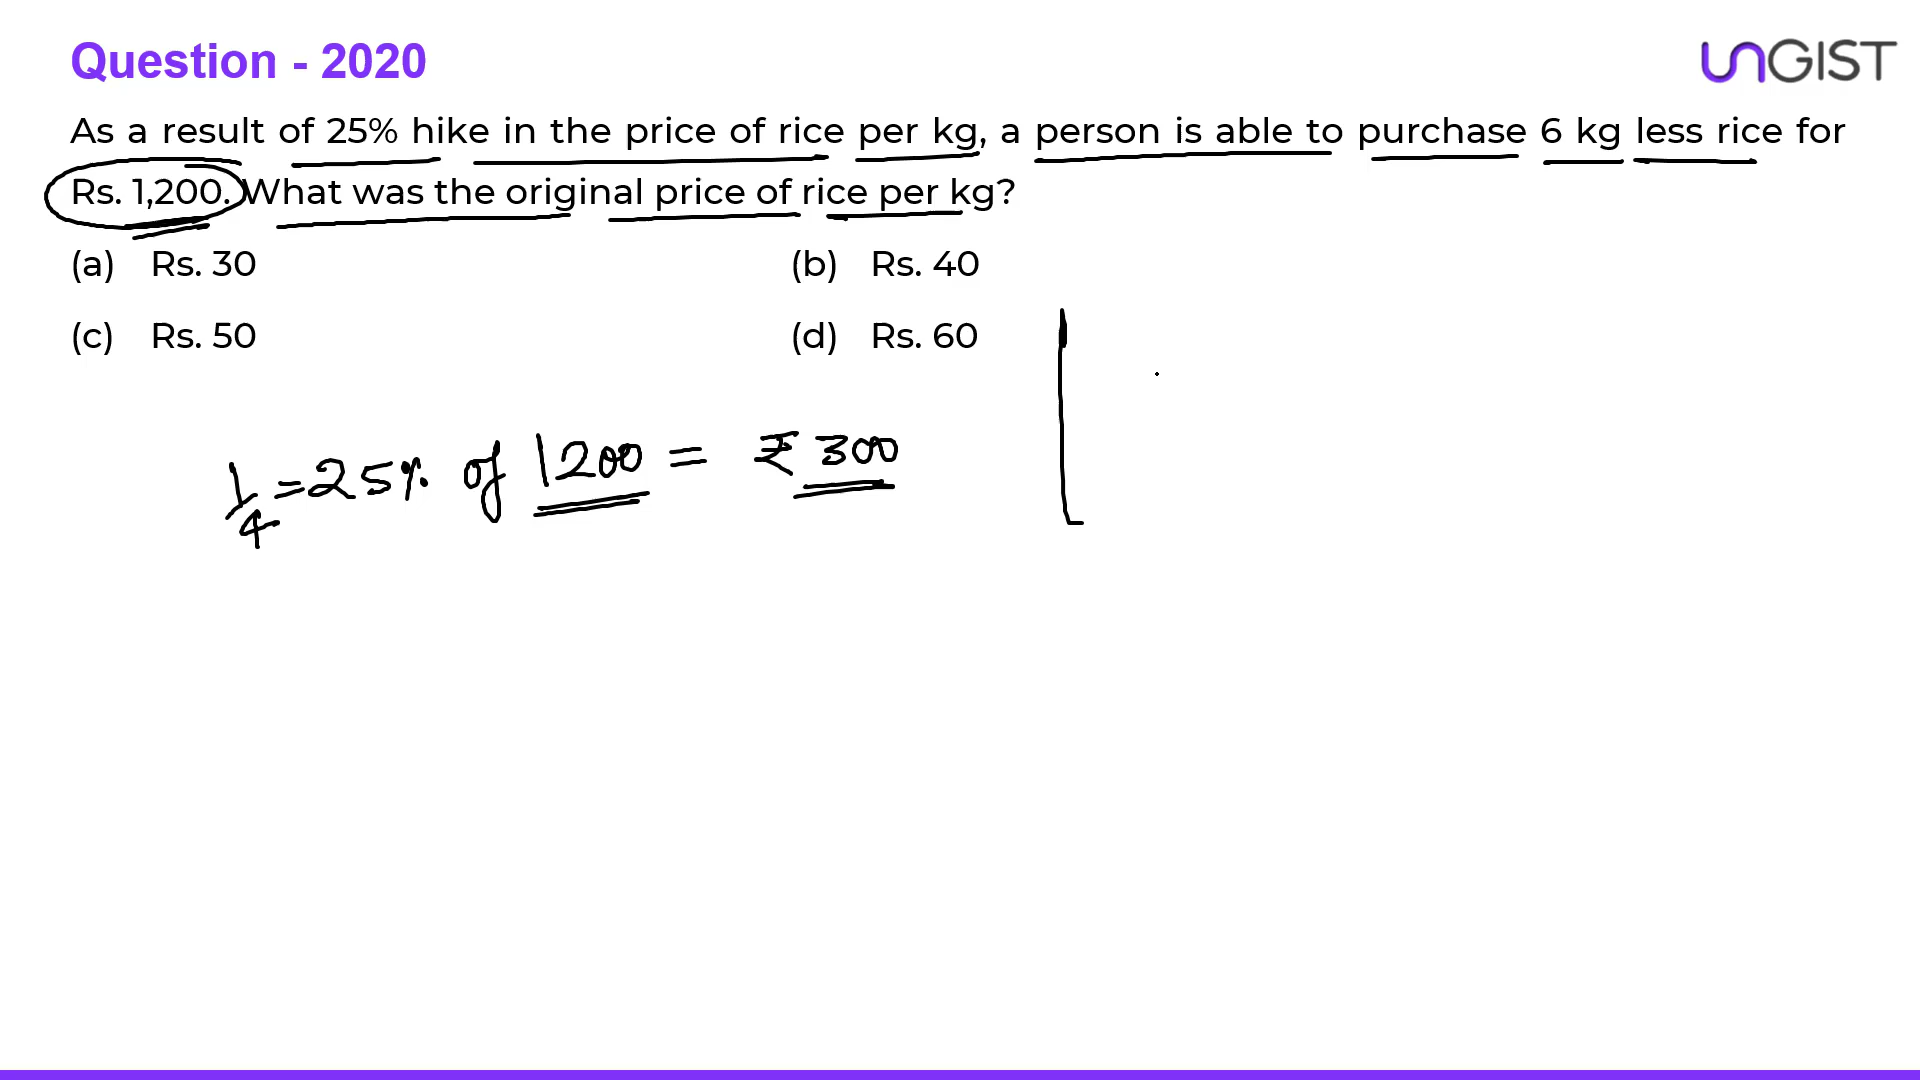 Question - 2020
UNGIST
As a result of 25% hike in the price of rice per kg, a person is able to purchase 6 kg less rice for
Rs. 1,200. What was the original price of rice per kg?
(a) Rs. 30 (b) Rs. 40
(c) Rs. 50 (d) Rs. 60
1/4 = 25% of 1200 = ₹ 300